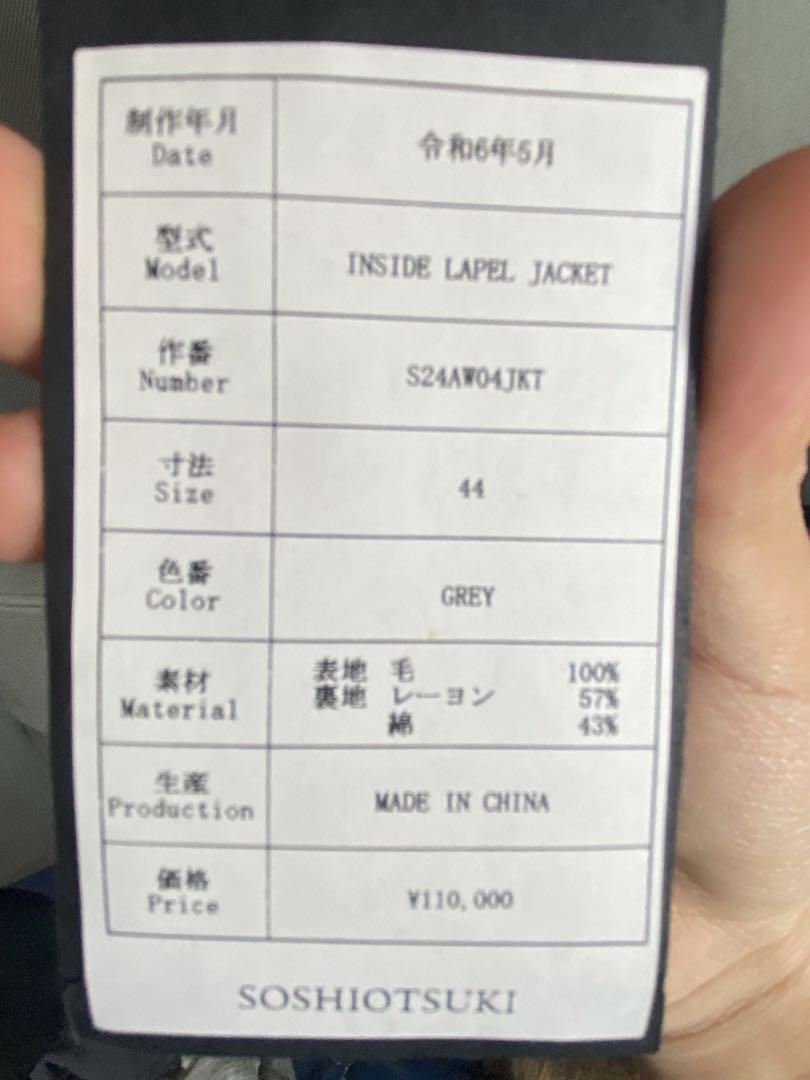 制作年月
Date
令和6年5月
型式
Model
INSIDE LAPEL JACKET
作番
Number
S24AW04JKT
寸法
Size
44
色番
Color
GREY
素材
Material
表地 毛 100%
裏地 レーヨン 57%
綿 43%
生産
Production
MADE IN CHINA
価格
Price
¥110,000
SOSHIOTSUKI